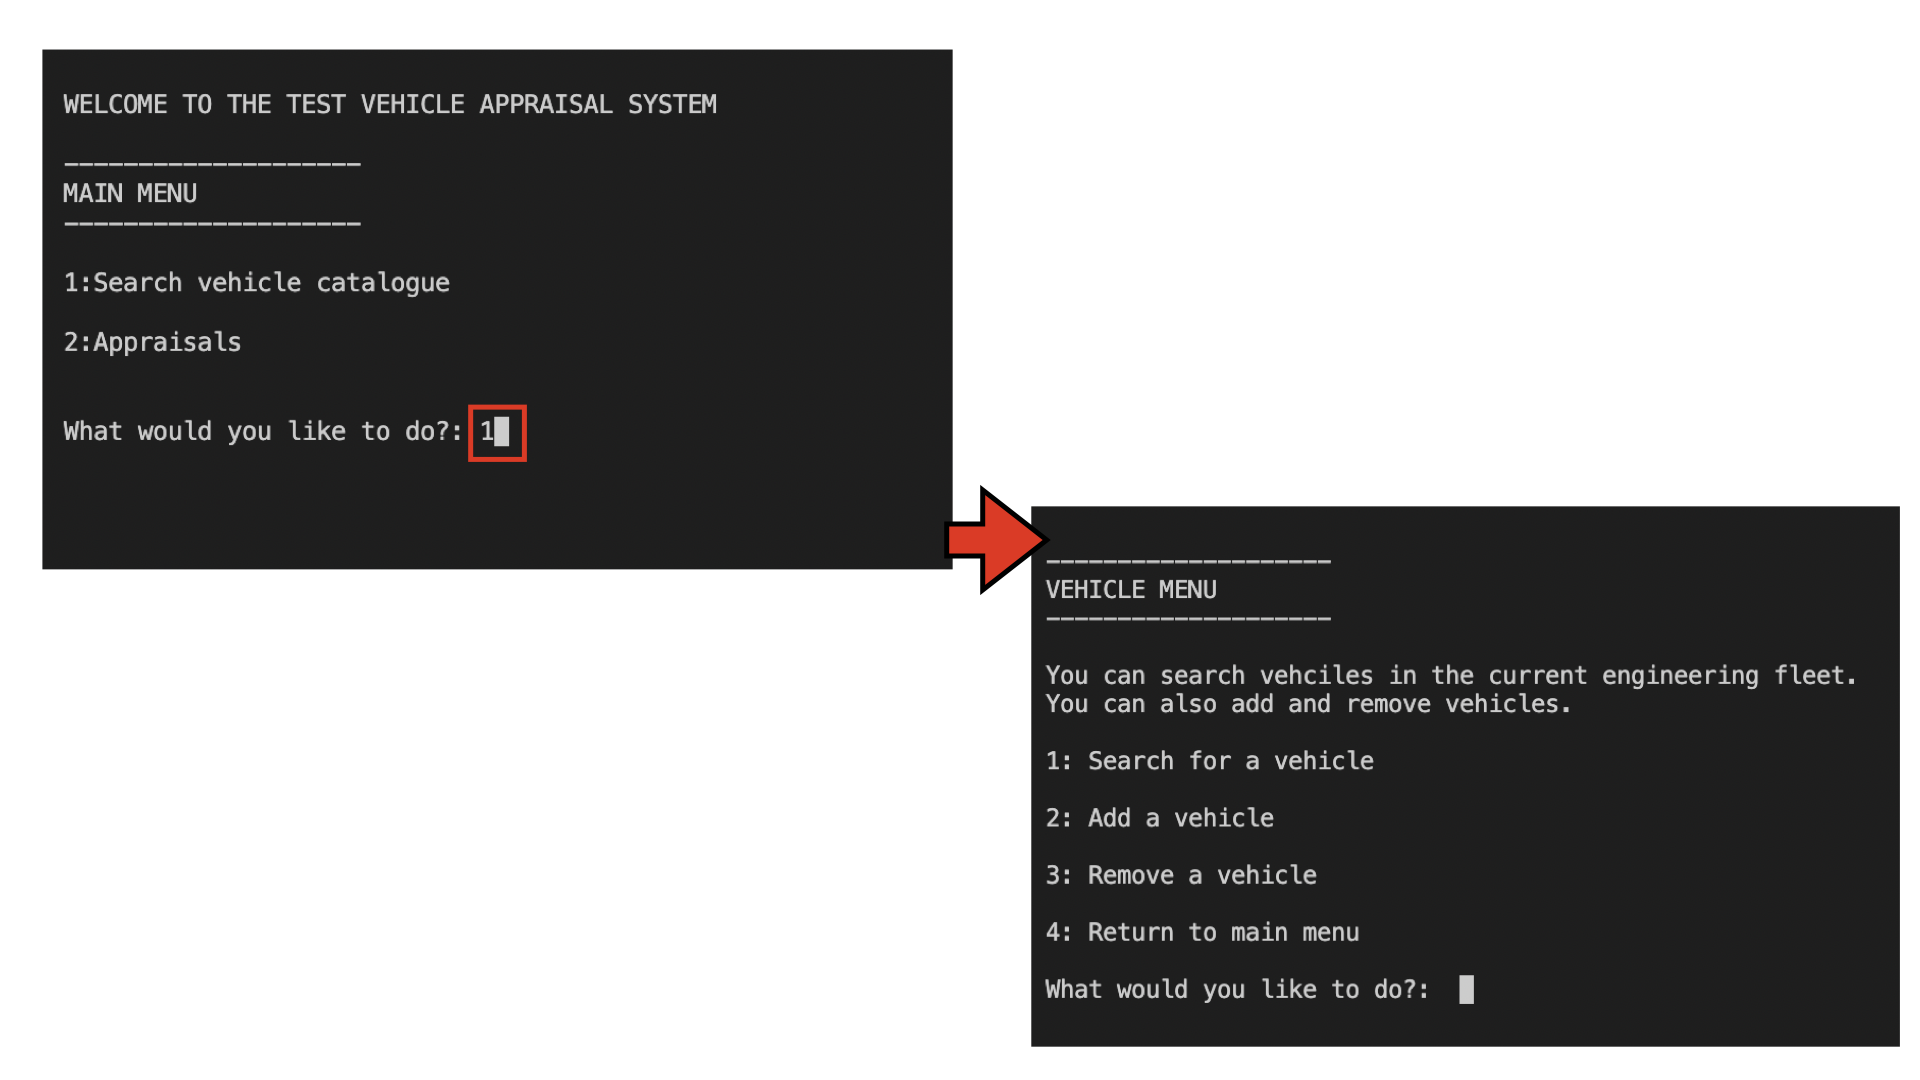 WELCOME TO THE TEST VEHICLE APPRAISAL SYSTEM
--------------------
MAIN MENU
--------------------
1:Search vehicle catalogue
2:Appraisals
What would you like to do?: 1
--------------------
VEHICLE MENU
--------------------
You can search vehciles in the current engineering fleet.
You can also add and remove vehicles.
1: Search for a vehicle
2: Add a vehicle
3: Remove a vehicle
4: Return to main menu
What would you like to do?: